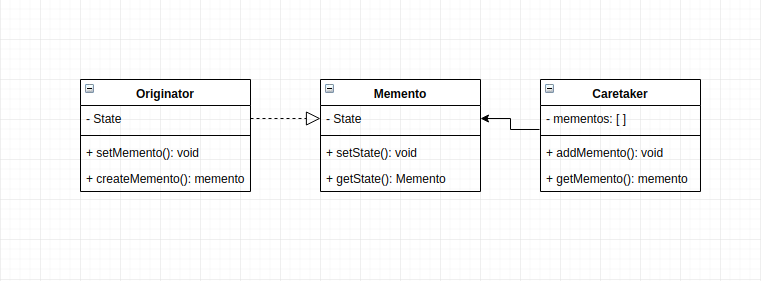 Originator
- State
+ setMemento(): void
+ createMemento(): memento
Memento
- State
+ setState(): void
+ getState(): Memento
Caretaker
- mementos: [ ]
+ addMemento(): void
+ getMemento(): memento